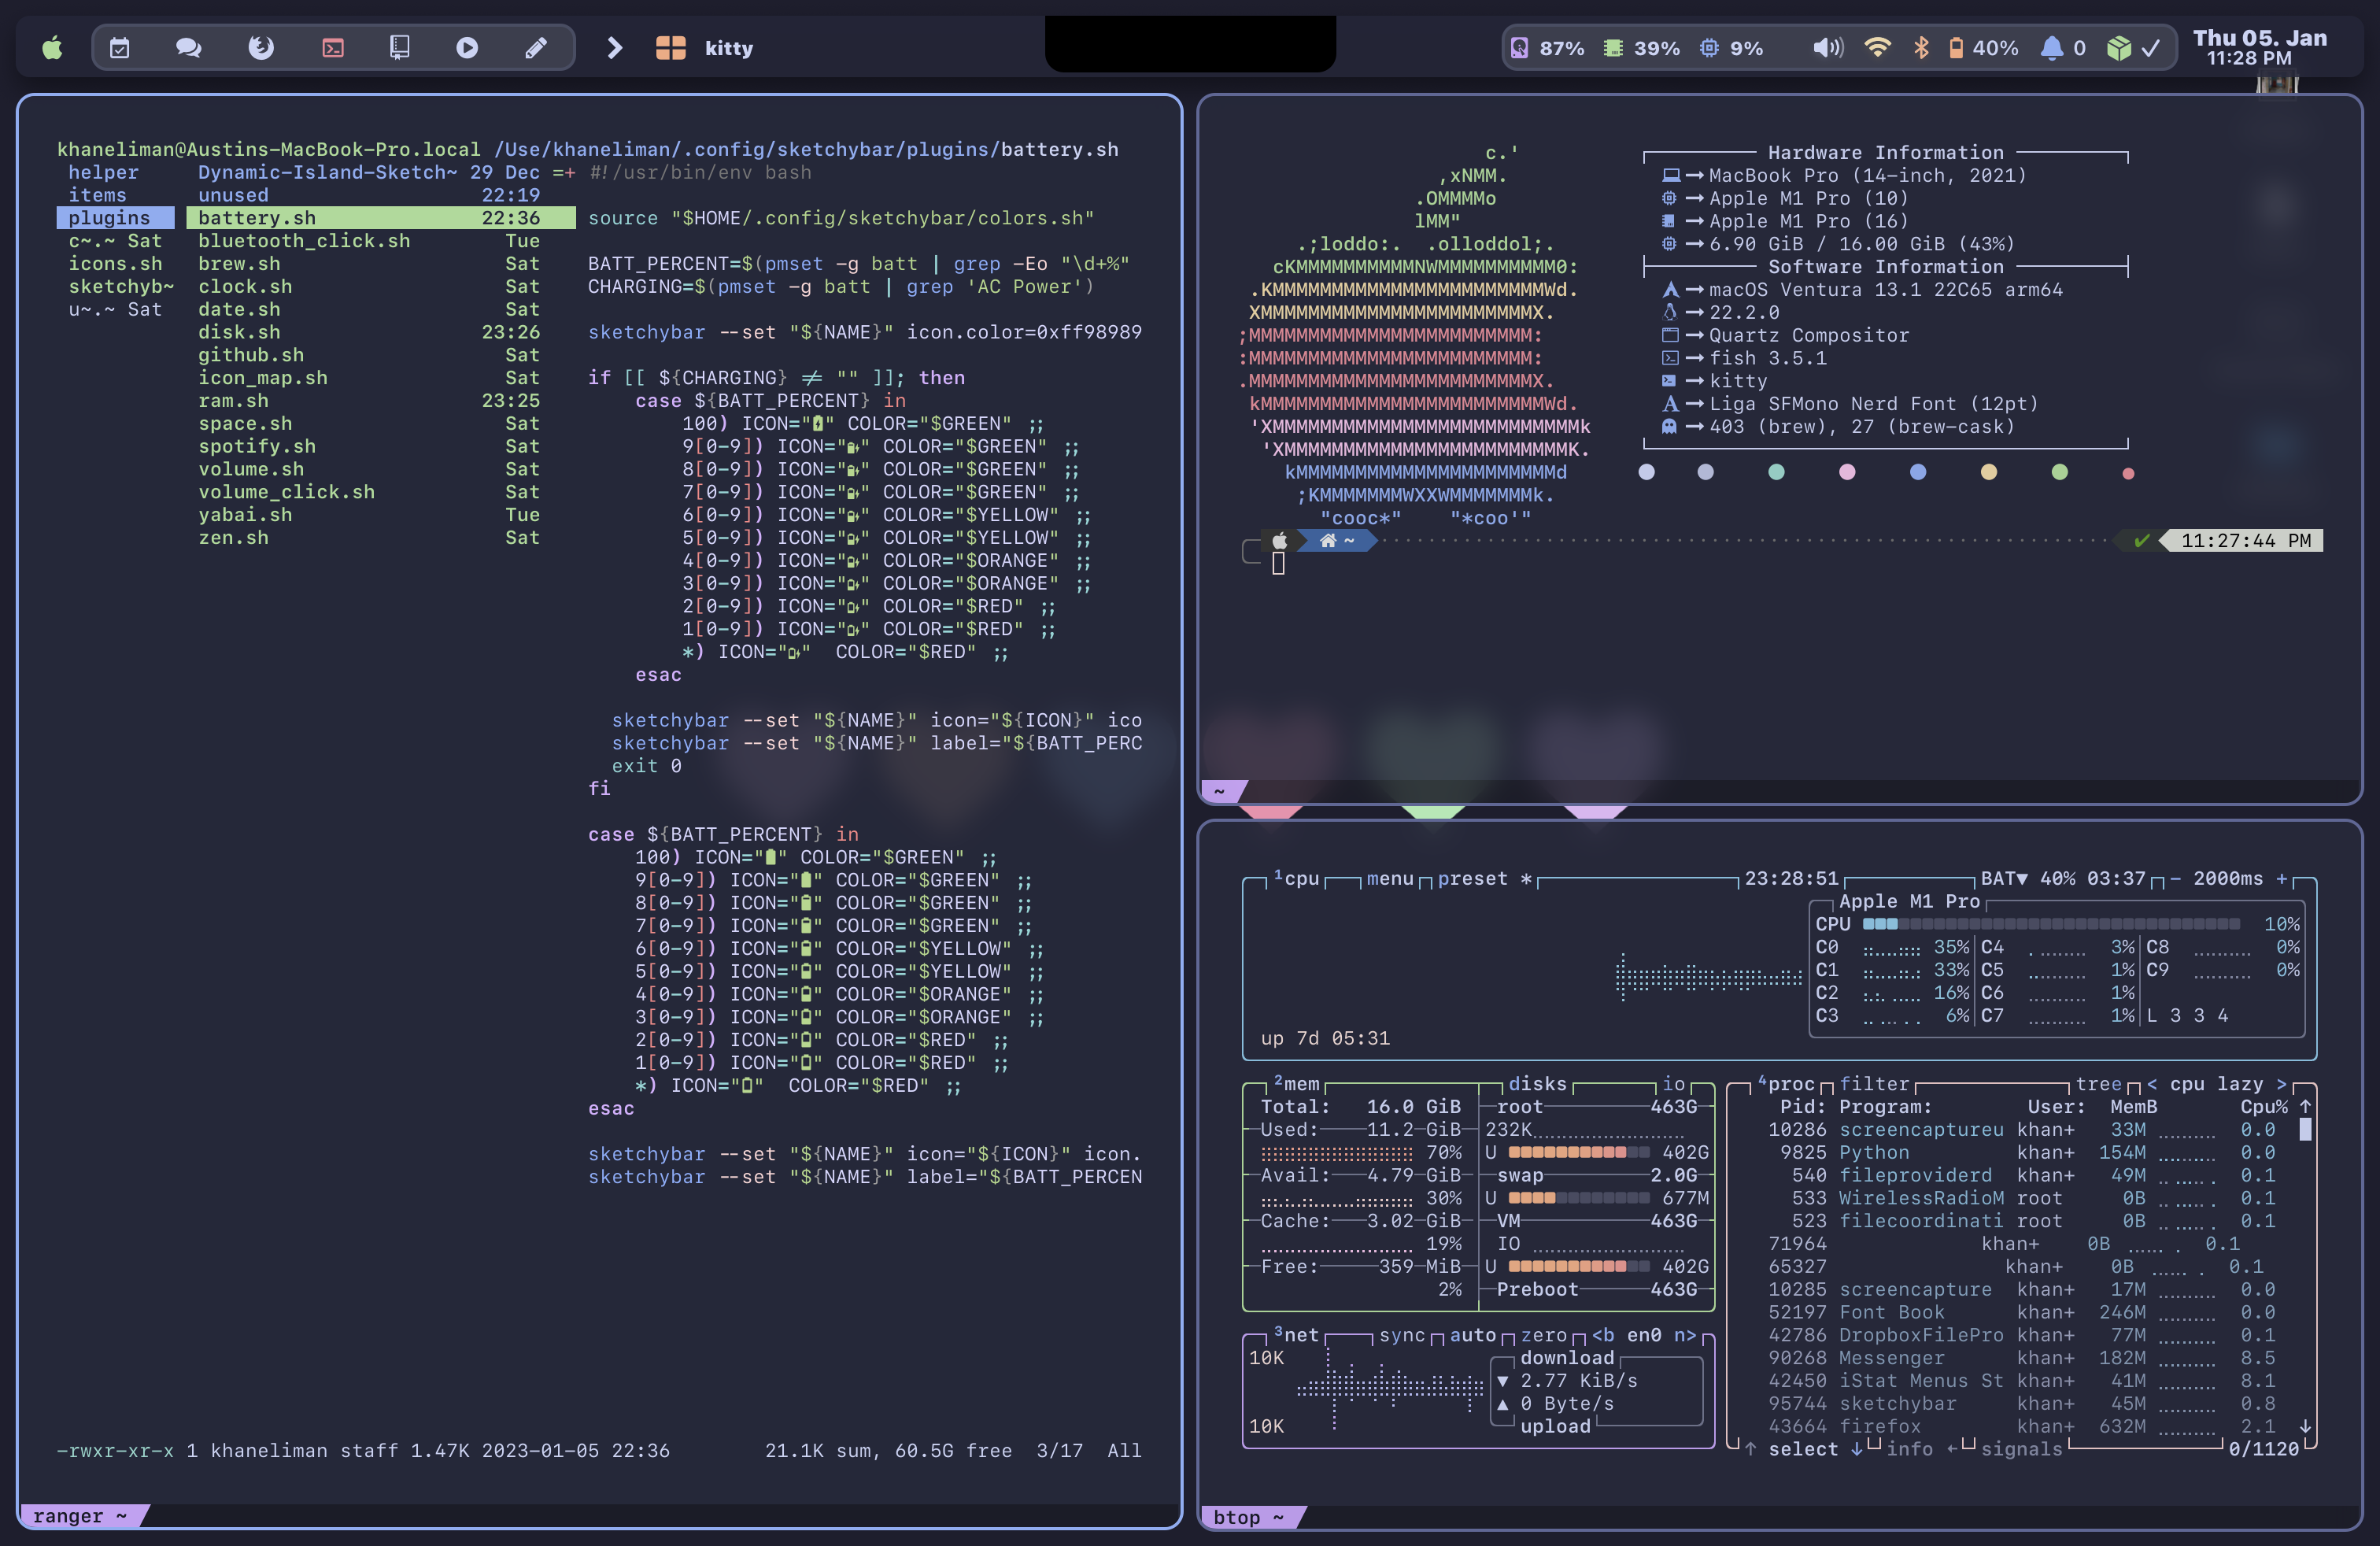 kitty
87% 39% 9% 40% 0
Thu 05. Jan
11:28 PM
khaneliman@Austins-MacBook-Pro.local /Use/khaneliman/.config/sketchybar/plugins/battery.sh
helper
items
plugins
c~.~ Sat
icons.sh
sketchyb~
u~.~ Sat
Dynamic-Island-Sketch~ 29 Dec =+
unused 22:19
battery.sh 22:36
bluetooth_click.sh Tue
brew.sh Sat
clock.sh Sat
date.sh Sat
disk.sh 23:26
github.sh Sat
icon_map.sh Sat
ram.sh 23:25
space.sh Sat
spotify.sh Sat
volume.sh Sat
volume_click.sh Sat
yabai.sh Tue
zen.sh Sat
#!/usr/bin/env bash
source "$HOME/.config/sketchybar/colors.sh"
BATT_PERCENT=$(pmset -g batt | grep -Eo "\d+%"
CHARGING=$(pmset -g batt | grep 'AC Power')
sketchybar --set "${NAME}" icon.color=0xff98989
if [[ ${CHARGING} ≠ "" ]]; then
case ${BATT_PERCENT} in
100) ICON="" COLOR="$GREEN" ;;
9[0-9]) ICON="" COLOR="$GREEN" ;;
8[0-9]) ICON="" COLOR="$GREEN" ;;
7[0-9]) ICON="" COLOR="$GREEN" ;;
6[0-9]) ICON="" COLOR="$YELLOW" ;;
5[0-9]) ICON="" COLOR="$YELLOW" ;;
4[0-9]) ICON="" COLOR="$ORANGE" ;;
3[0-9]) ICON="" COLOR="$ORANGE" ;;
2[0-9]) ICON="" COLOR="$RED" ;;
1[0-9]) ICON="" COLOR="$RED" ;;
*) ICON="" COLOR="$RED" ;;
esac
sketchybar --set "${NAME}" icon="${ICON}" ico
sketchybar --set "${NAME}" label="${BATT_PERC
exit 0
fi
case ${BATT_PERCENT} in
100) ICON="" COLOR="$GREEN" ;;
9[0-9]) ICON="" COLOR="$GREEN" ;;
8[0-9]) ICON="" COLOR="$GREEN" ;;
7[0-9]) ICON="" COLOR="$GREEN" ;;
6[0-9]) ICON="" COLOR="$YELLOW" ;;
5[0-9]) ICON="" COLOR="$YELLOW" ;;
4[0-9]) ICON="" COLOR="$ORANGE" ;;
3[0-9]) ICON="" COLOR="$ORANGE" ;;
2[0-9]) ICON="" COLOR="$RED" ;;
1[0-9]) ICON="" COLOR="$RED" ;;
*) ICON="" COLOR="$RED" ;;
esac
sketchybar --set "${NAME}" icon="${ICON}" icon.
sketchybar --set "${NAME}" label="${BATT_PERCEN
-rwxr-xr-x 1 khaneliman staff 1.47K 2023-01-05 22:36 21.1K sum, 60.5G free 3/17 All
ranger ~
c.'
,xNMM.
.OMMMMo
lMM"
.;loddo:. .olloddol;.
cKMMMMMMMMMMNWMMMMMMMMMM0:
.KMMMMMMMMMMMMMMMMMMMMMMMWd.
XMMMMMMMMMMMMMMMMMMMMMMMX.
;MMMMMMMMMMMMMMMMMMMMMMMM:
:MMMMMMMMMMMMMMMMMMMMMMMM:
.MMMMMMMMMMMMMMMMMMMMMMMMX.
kMMMMMMMMMMMMMMMMMMMMMMMMWd.
'XMMMMMMMMMMMMMMMMMMMMMMMMMMk
'XMMMMMMMMMMMMMMMMMMMMMMMMK.
kMMMMMMMMMMMMMMMMMMMMMMd
;KMMMMMMMWXXWMMMMMMMk.
"cooc*" "*coo'"
Hardware Information
MacBook Pro (14-inch, 2021)
Apple M1 Pro (10)
Apple M1 Pro (16)
6.90 GiB / 16.00 GiB (43%)
Software Information
macOS Ventura 13.1 22C65 arm64
22.2.0
Quartz Compositor
fish 3.5.1
kitty
Liga SFMono Nerd Font (12pt)
403 (brew), 27 (brew-cask)
~ ✔ 11:27:44 PM
~
1cpu menu preset * 23:28:51 BAT▼ 40% 03:37 - 2000ms +
Apple M1 Pro
CPU 10%
C0 35% C4 3% C8 0%
C1 33% C5 1% C9 0%
C2 16% C6 1%
C3 6% C7 1% L 3 3 4
up 7d 05:31
2mem
Total: 16.0 GiB
Used: 11.2 GiB
70%
Avail: 4.79 GiB
30%
Cache: 3.02 GiB
19%
Free: 359 MiB
2%
disks io
root 463G
232K
U 402G
swap 2.0G
U 677M
VM 463G
IO
U 402G
Preboot 463G
3net sync auto zero <b en0 n>
10K
10K
download
▼ 2.77 KiB/s
▲ 0 Byte/s
upload
4proc filter tree < cpu lazy >
Pid: Program: User: MemB Cpu% ↑
10286 screencaptureu khan+ 33M 0.0
9825 Python khan+ 154M 0.0
540 fileproviderd khan+ 49M 0.1
533 WirelessRadioM root 0B 0.1
523 filecoordinati root 0B 0.1
71964 khan+ 0B 0.1
65327 khan+ 0B 0.1
10285 screencapture khan+ 17M 0.0
52197 Font Book khan+ 246M 0.0
42786 DropboxFilePro khan+ 77M 0.1
90268 Messenger khan+ 182M 8.5
42450 iStat Menus St khan+ 41M 8.1
95744 sketchybar khan+ 45M 0.8
43664 firefox khan+ 632M 2.1 ↓
↑ select ↓ info ← signals 0/1120
btop ~